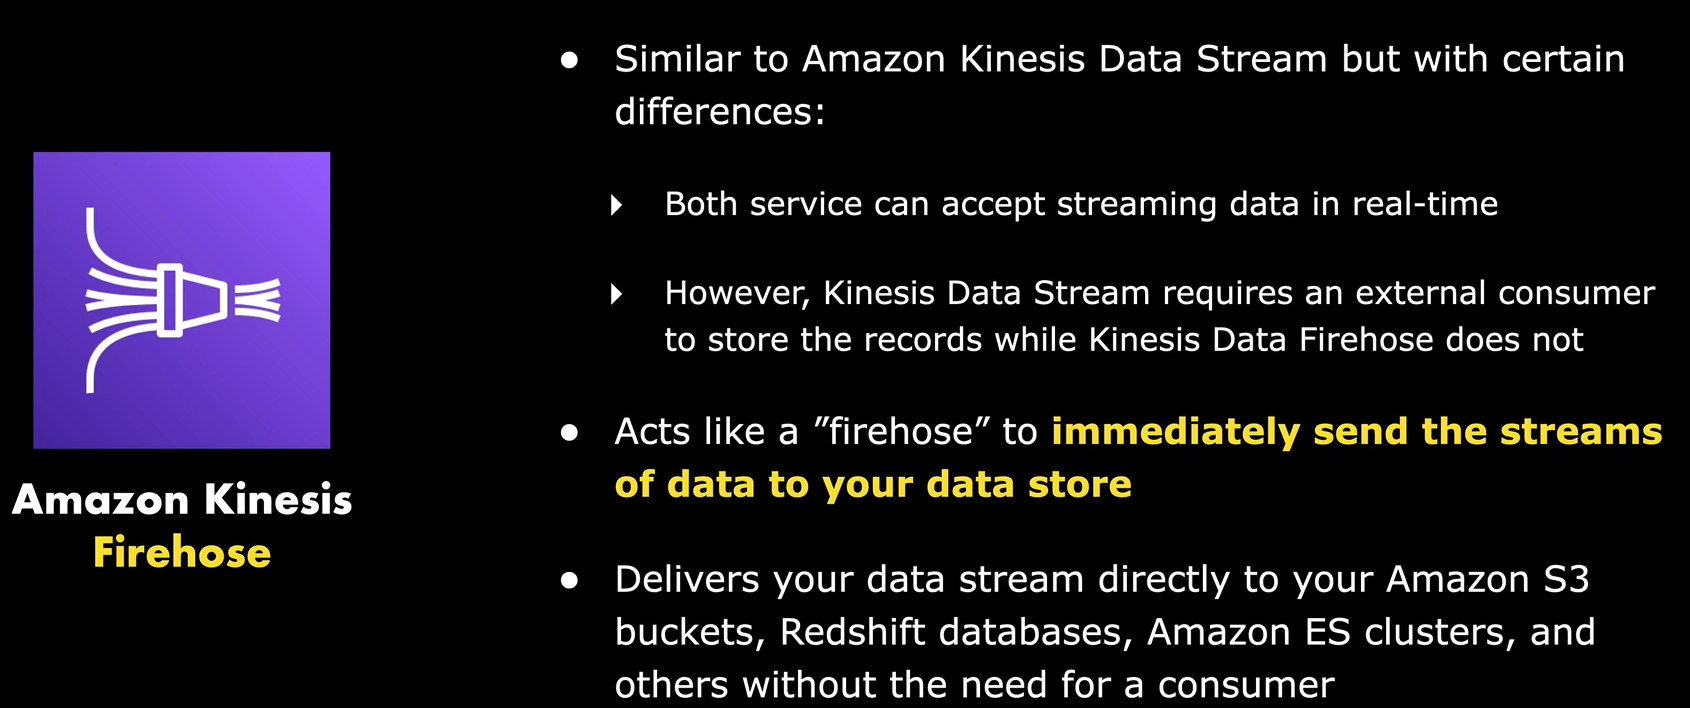 ● Similar to Amazon Kinesis Data Stream but with certain
differences:
▸ Both service can accept streaming data in real-time
▸ However, Kinesis Data Stream requires an external consumer
to store the records while Kinesis Data Firehose does not
● Acts like a ”firehose” to immediately send the streams
of data to your data store
● Delivers your data stream directly to your Amazon S3
buckets, Redshift databases, Amazon ES clusters, and
others without the need for a consumer
Amazon Kinesis
Firehose